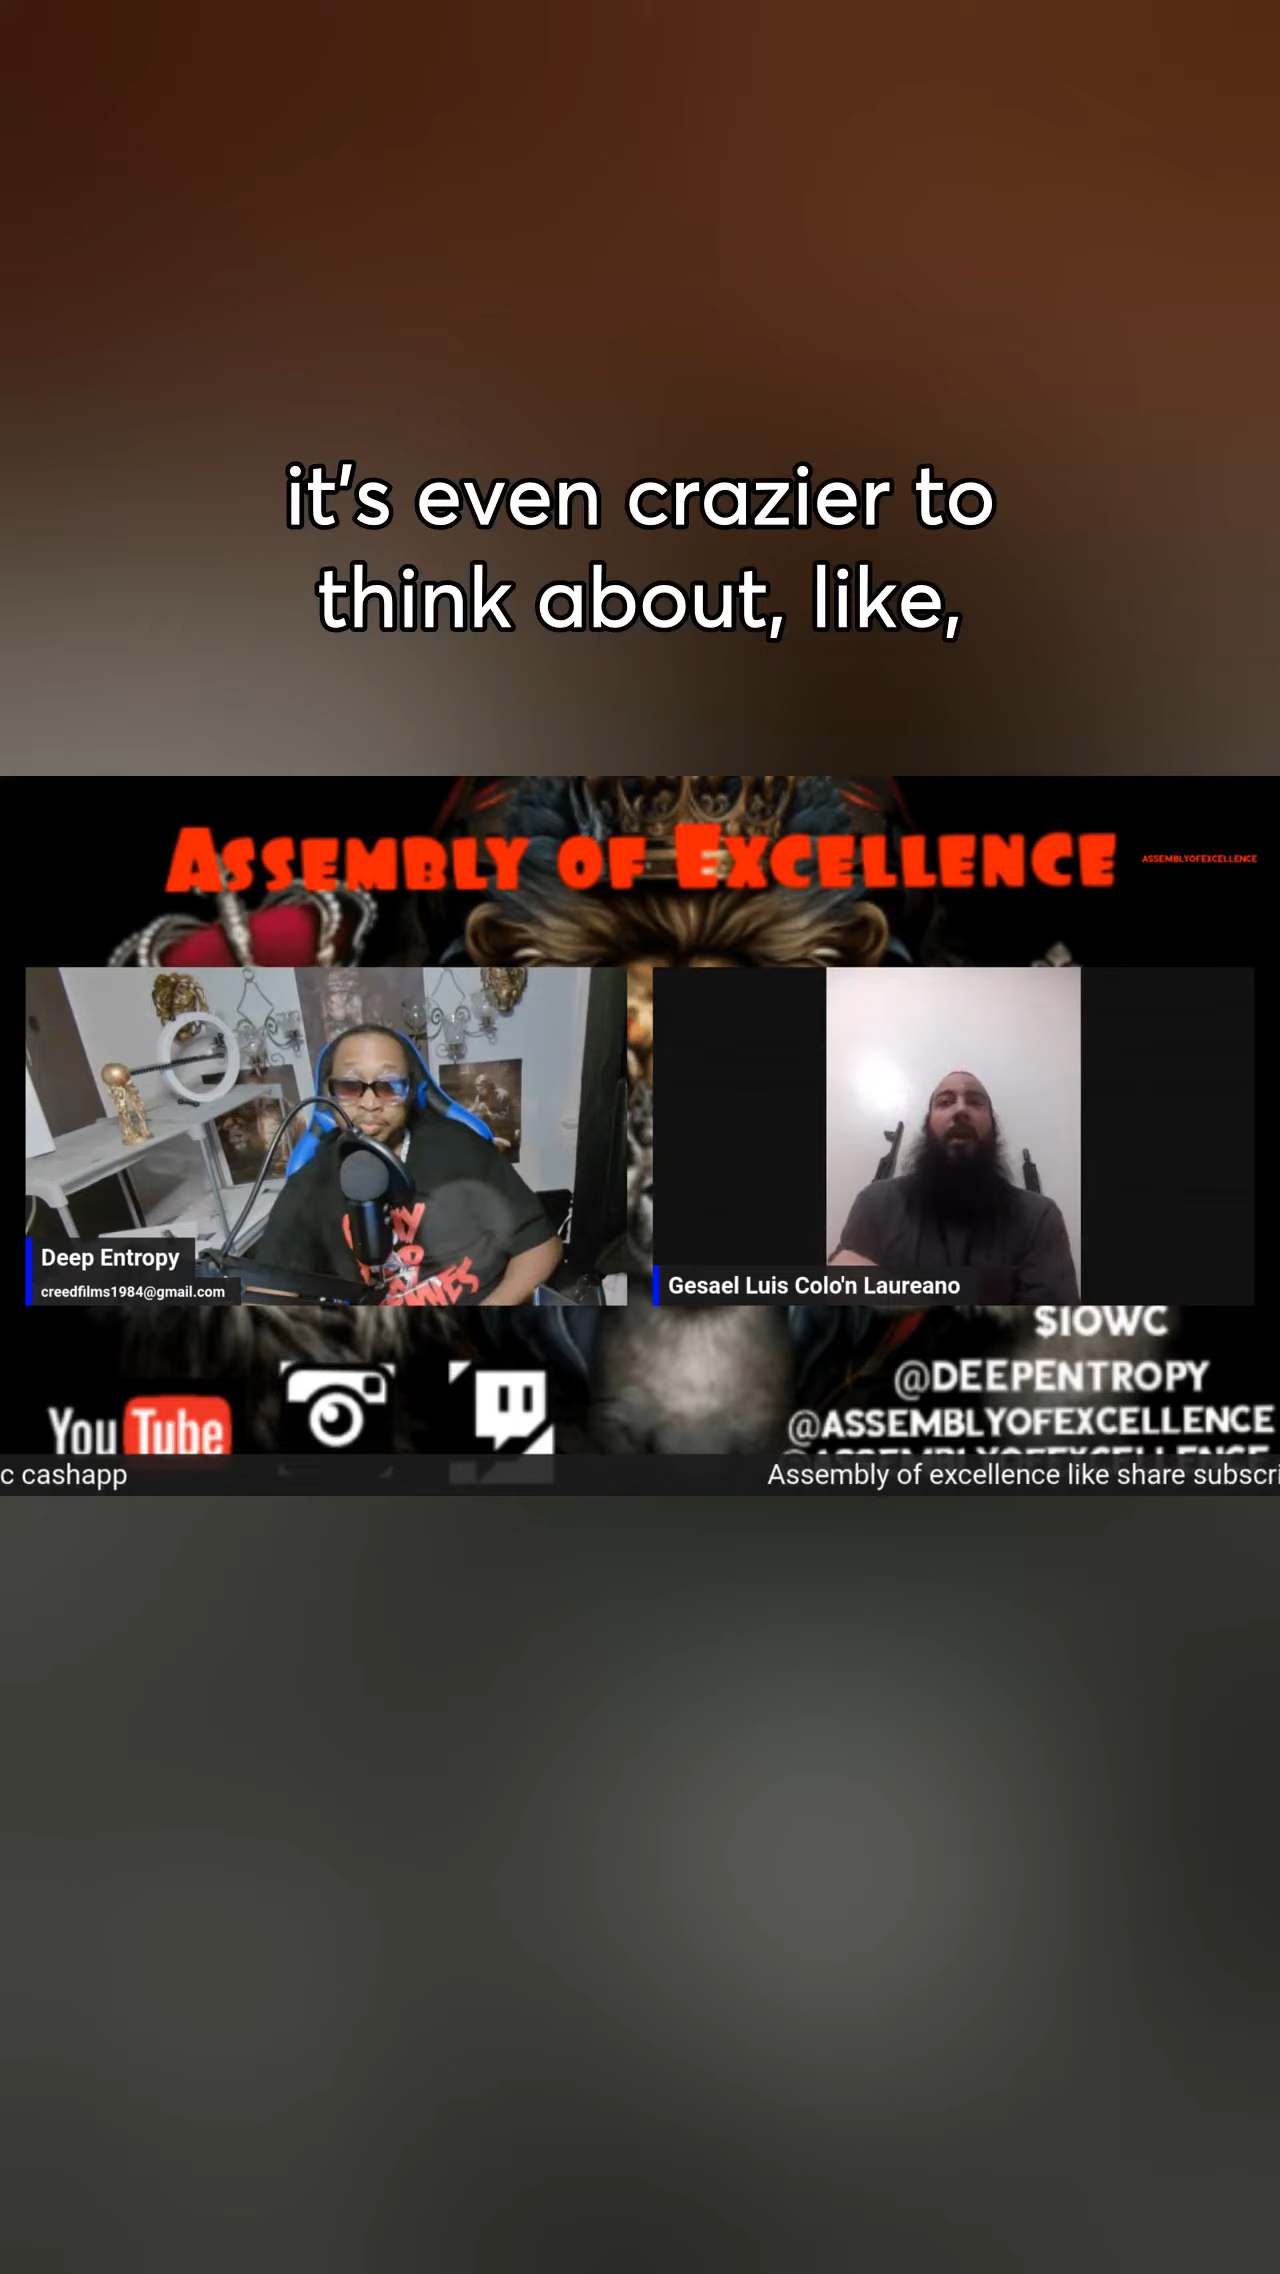 it's even crazier to
think about, like,
ASSEMBLY OF EXCELLENCE
ASSEMBLYOFEXCELLENCE
Deep Entropy
creedfilms1984@gmail.com
Gesael Luis Colo'n Laureano
$IOWC
@DEEPENTROPY
@ASSEMBLYOFEXCELLENCE
@ASSEMBLYOFEXCELLENCE
YouTube
c cashapp
Assembly of excellence like share subscri